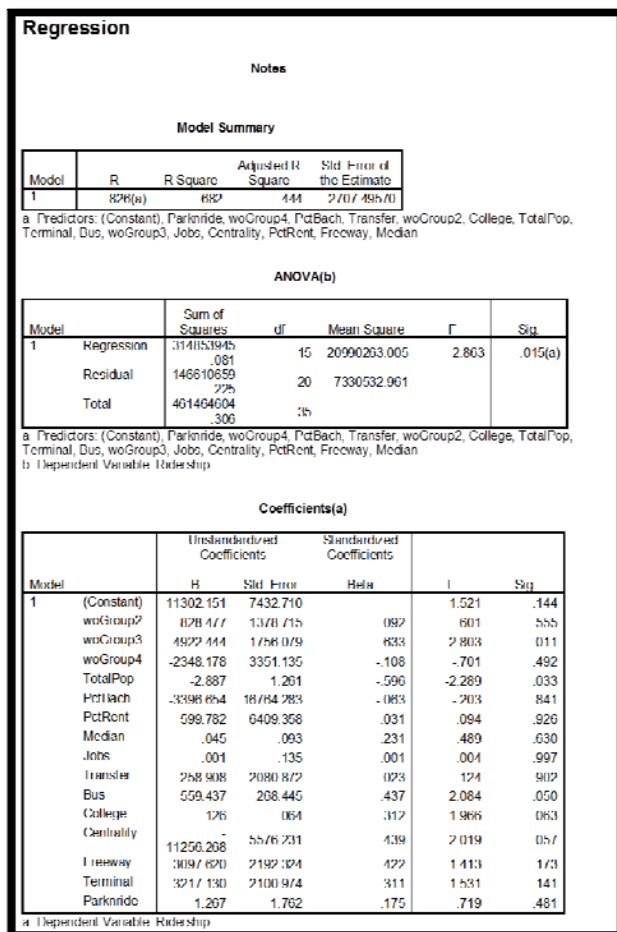 Regression
Notes
Model Summary
Model R R Square Adjusted R Square Std. Error of the Estimate
1 .826(a) .682 .444 2707.49570
a Predictors: (Constant), Parknride, woGroup4, PctBach, Transfer, woGroup2, College, TotalPop,
Terminal, Bus, woGroup3, Jobs, Centrality, PctRent, Freeway, Median
ANOVA(b)
Model Sum of Squares df Mean Square F Sig.
1 Regression 314853945.081 15 20990263.005 2.863 .015(a)
Residual 146610659.225 20 7330532.961
Total 461464604.306 35
a Predictors: (Constant), Parknride, woGroup4, PctBach, Transfer, woGroup2, College, TotalPop,
Terminal, Bus, woGroup3, Jobs, Centrality, PctRent, Freeway, Median
b Dependent Variable: Ridership
Coefficients(a)
Unstandardized Coefficients Standardized Coefficients
Model B Std. Error Beta t Sig.
1 (Constant) 11302.151 7432.710 1.521 .144
woGroup2 828.477 1378.715 .092 .601 .555
woGroup3 4922.444 1756.079 .633 2.803 .011
woGroup4 -2348.178 3351.135 -.108 -.701 .492
TotalPop -2.887 1.261 -.596 -2.289 .033
PctBach -3396.654 16764.283 -.063 -.203 .841
PctRent 599.782 6409.358 .031 .094 .926
Median .045 .093 .231 .489 .630
Jobs .001 .135 .001 .004 .997
Transfer 258.908 2080.872 .023 .124 .902
Bus 559.437 268.445 .437 2.084 .050
College .126 .064 .312 1.966 .063
Centrality -11256.268 5576.231 .439 2.019 .057
Freeway 3097.620 2192.324 .422 1.413 .173
Terminal 3217.130 2100.974 .311 1.531 .141
Parknride 1.267 1.762 .175 .719 .481
a Dependent Variable: Ridership